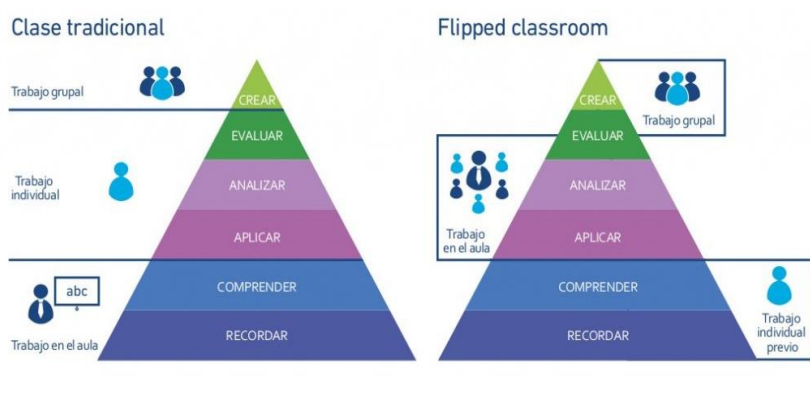 Clase tradicional
Trabajo grupal
Trabajo
individual
abc
Trabajo en el aula
CREAR
EVALUAR
ANALIZAR
APLICAR
COMPRENDER
RECORDAR
Flipped classroom
Trabajo grupal
Trabajo
en el aula
CREAR
EVALUAR
ANALIZAR
APLICAR
COMPRENDER
RECORDAR
Trabajo
individual
previo